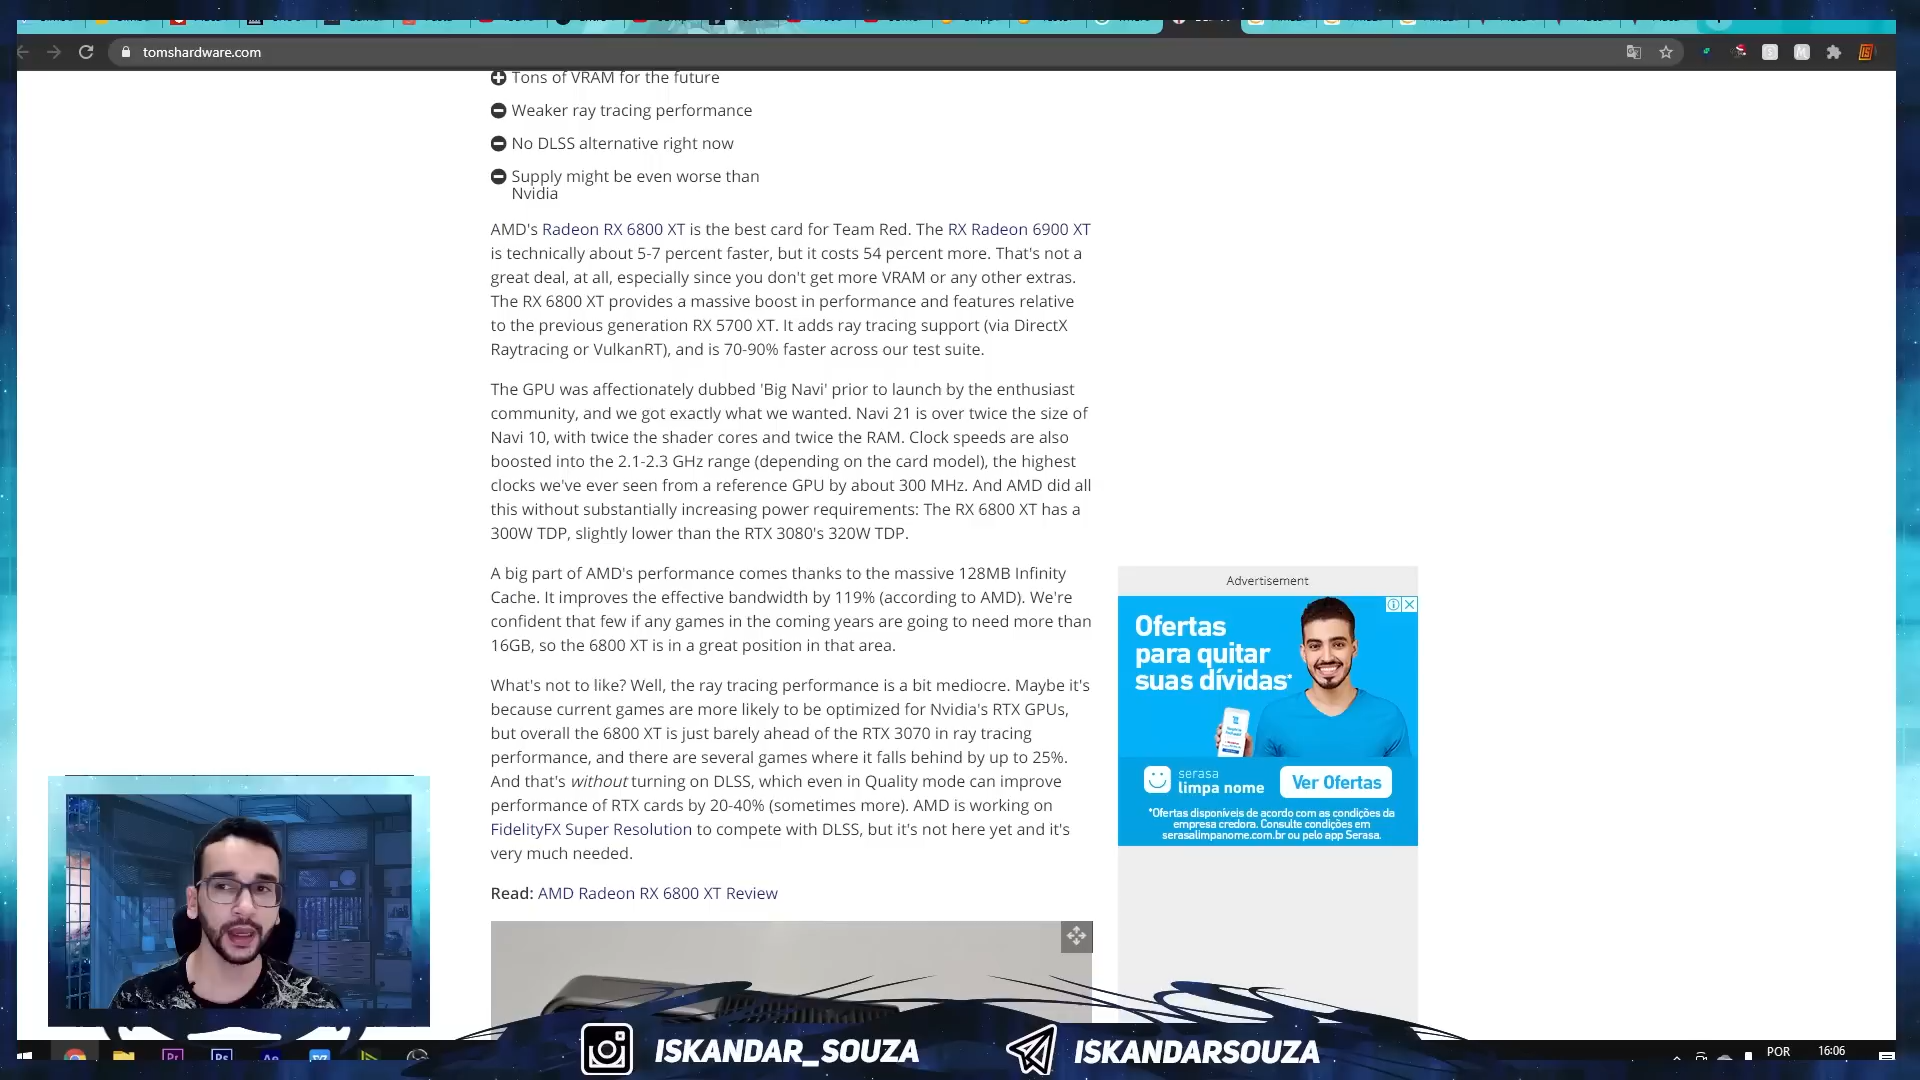 tomshardware.com
Tons of VRAM for the future
Weaker ray tracing performance
No DLSS alternative right now
Supply might be even worse than
Nvidia
AMD's Radeon RX 6800 XT is the best card for Team Red. The RX Radeon 6900 XT
is technically about 5-7 percent faster, but it costs 54 percent more. That's not a
great deal, at all, especially since you don't get more VRAM or any other extras.
The RX 6800 XT provides a massive boost in performance and features relative
to the previous generation RX 5700 XT. It adds ray tracing support (via DirectX
Raytracing or VulkanRT), and is 70-90% faster across our test suite.
The GPU was affectionately dubbed 'Big Navi' prior to launch by the enthusiast
community, and we got exactly what we wanted. Navi 21 is over twice the size of
Navi 10, with twice the shader cores and twice the RAM. Clock speeds are also
boosted into the 2.1-2.3 GHz range (depending on the card model), the highest
clocks we've ever seen from a reference GPU by about 300 MHz. And AMD did all
this without substantially increasing power requirements: The RX 6800 XT has a
300W TDP, slightly lower than the RTX 3080's 320W TDP.
A big part of AMD's performance comes thanks to the massive 128MB Infinity
Cache. It improves the effective bandwidth by 119% (according to AMD). We're
confident that few if any games in the coming years are going to need more than
16GB, so the 6800 XT is in a great position in that area.
What's not to like? Well, the ray tracing performance is a bit mediocre. Maybe it's
because current games are more likely to be optimized for Nvidia's RTX GPUs,
but overall the 6800 XT is just barely ahead of the RTX 3070 in ray tracing
performance, and there are several games where it falls behind by up to 25%.
And that's without turning on DLSS, which even in Quality mode can improve
performance of RTX cards by 20-40% (sometimes more). AMD is working on
FidelityFX Super Resolution to compete with DLSS, but it's not here yet and it's
very much needed.
Read: AMD Radeon RX 6800 XT Review
Advertisement
Ofertas
para quitar
suas dívidas*
serasa
limpa nome
Ver Ofertas
*Ofertas disponíveis de acordo com as condições da
empresa credora. Consulte condições em
serasalimpanome.com.br ou pelo app Serasa.
ISKANDAR_SOUZA
ISKANDARSOUZA
Pr
Ps
Ae
POR
16:06